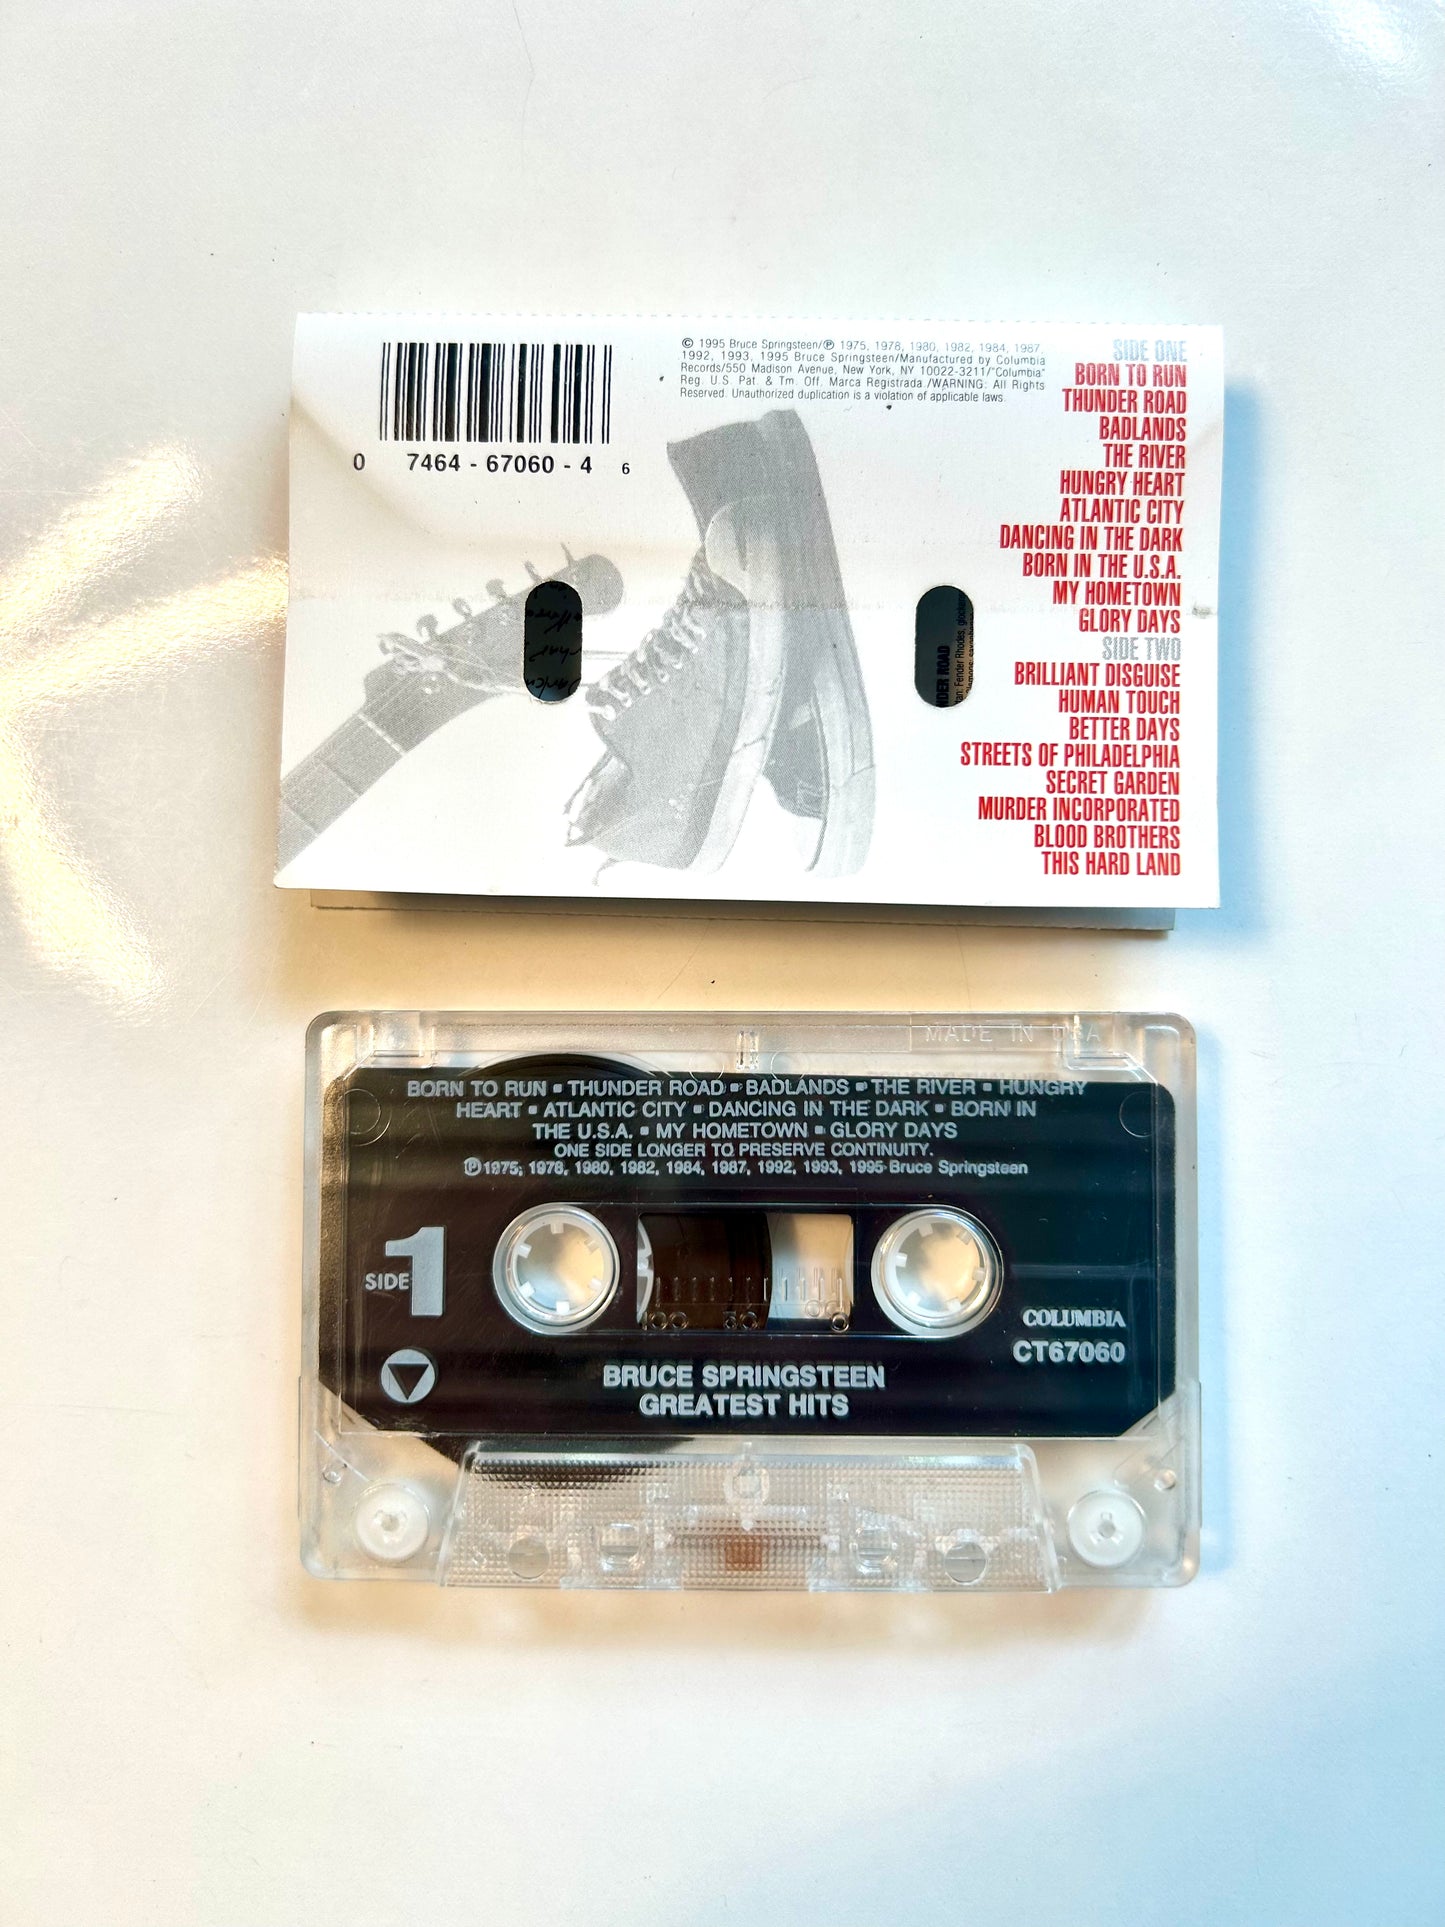 0 7464 - 67060 - 4 6
© 1995 Bruce Springsteen/℗ 1975, 1978, 1980, 1982, 1984, 1987,
1992, 1993, 1995 Bruce Springsteen/Manufactured by Columbia
Records/550 Madison Avenue, New York, NY 10022-3211/"Columbia"
Reg. U.S. Pat. & Tm. Off. Marca Registrada./WARNING: All Rights
Reserved. Unauthorized duplication is a violation of applicable laws.
SIDE ONE
BORN TO RUN
THUNDER ROAD
BADLANDS
THE RIVER
HUNGRY HEART
ATLANTIC CITY
DANCING IN THE DARK
BORN IN THE U.S.A.
MY HOMETOWN
GLORY DAYS
SIDE TWO
BRILLIANT DISGUISE
HUMAN TOUCH
BETTER DAYS
STREETS OF PHILADELPHIA
SECRET GARDEN
MURDER INCORPORATED
BLOOD BROTHERS
THIS HARD LAND
ROAD
Fender Rhodes,
MADE IN USA
BORN TO RUN ▪ THUNDER ROAD ▪ BADLANDS ▪ THE RIVER ▪ HUNGRY
HEART ▪ ATLANTIC CITY ▪ DANCING IN THE DARK ▪ BORN IN
THE U.S.A. ▪ MY HOMETOWN ▪ GLORY DAYS
ONE SIDE LONGER TO PRESERVE CONTINUITY.
℗ 1975, 1978, 1980, 1982, 1984, 1987, 1992, 1993, 1995 Bruce Springsteen
SIDE 1
100 50 0
COLUMBIA
CT67060
BRUCE SPRINGSTEEN
GREATEST HITS